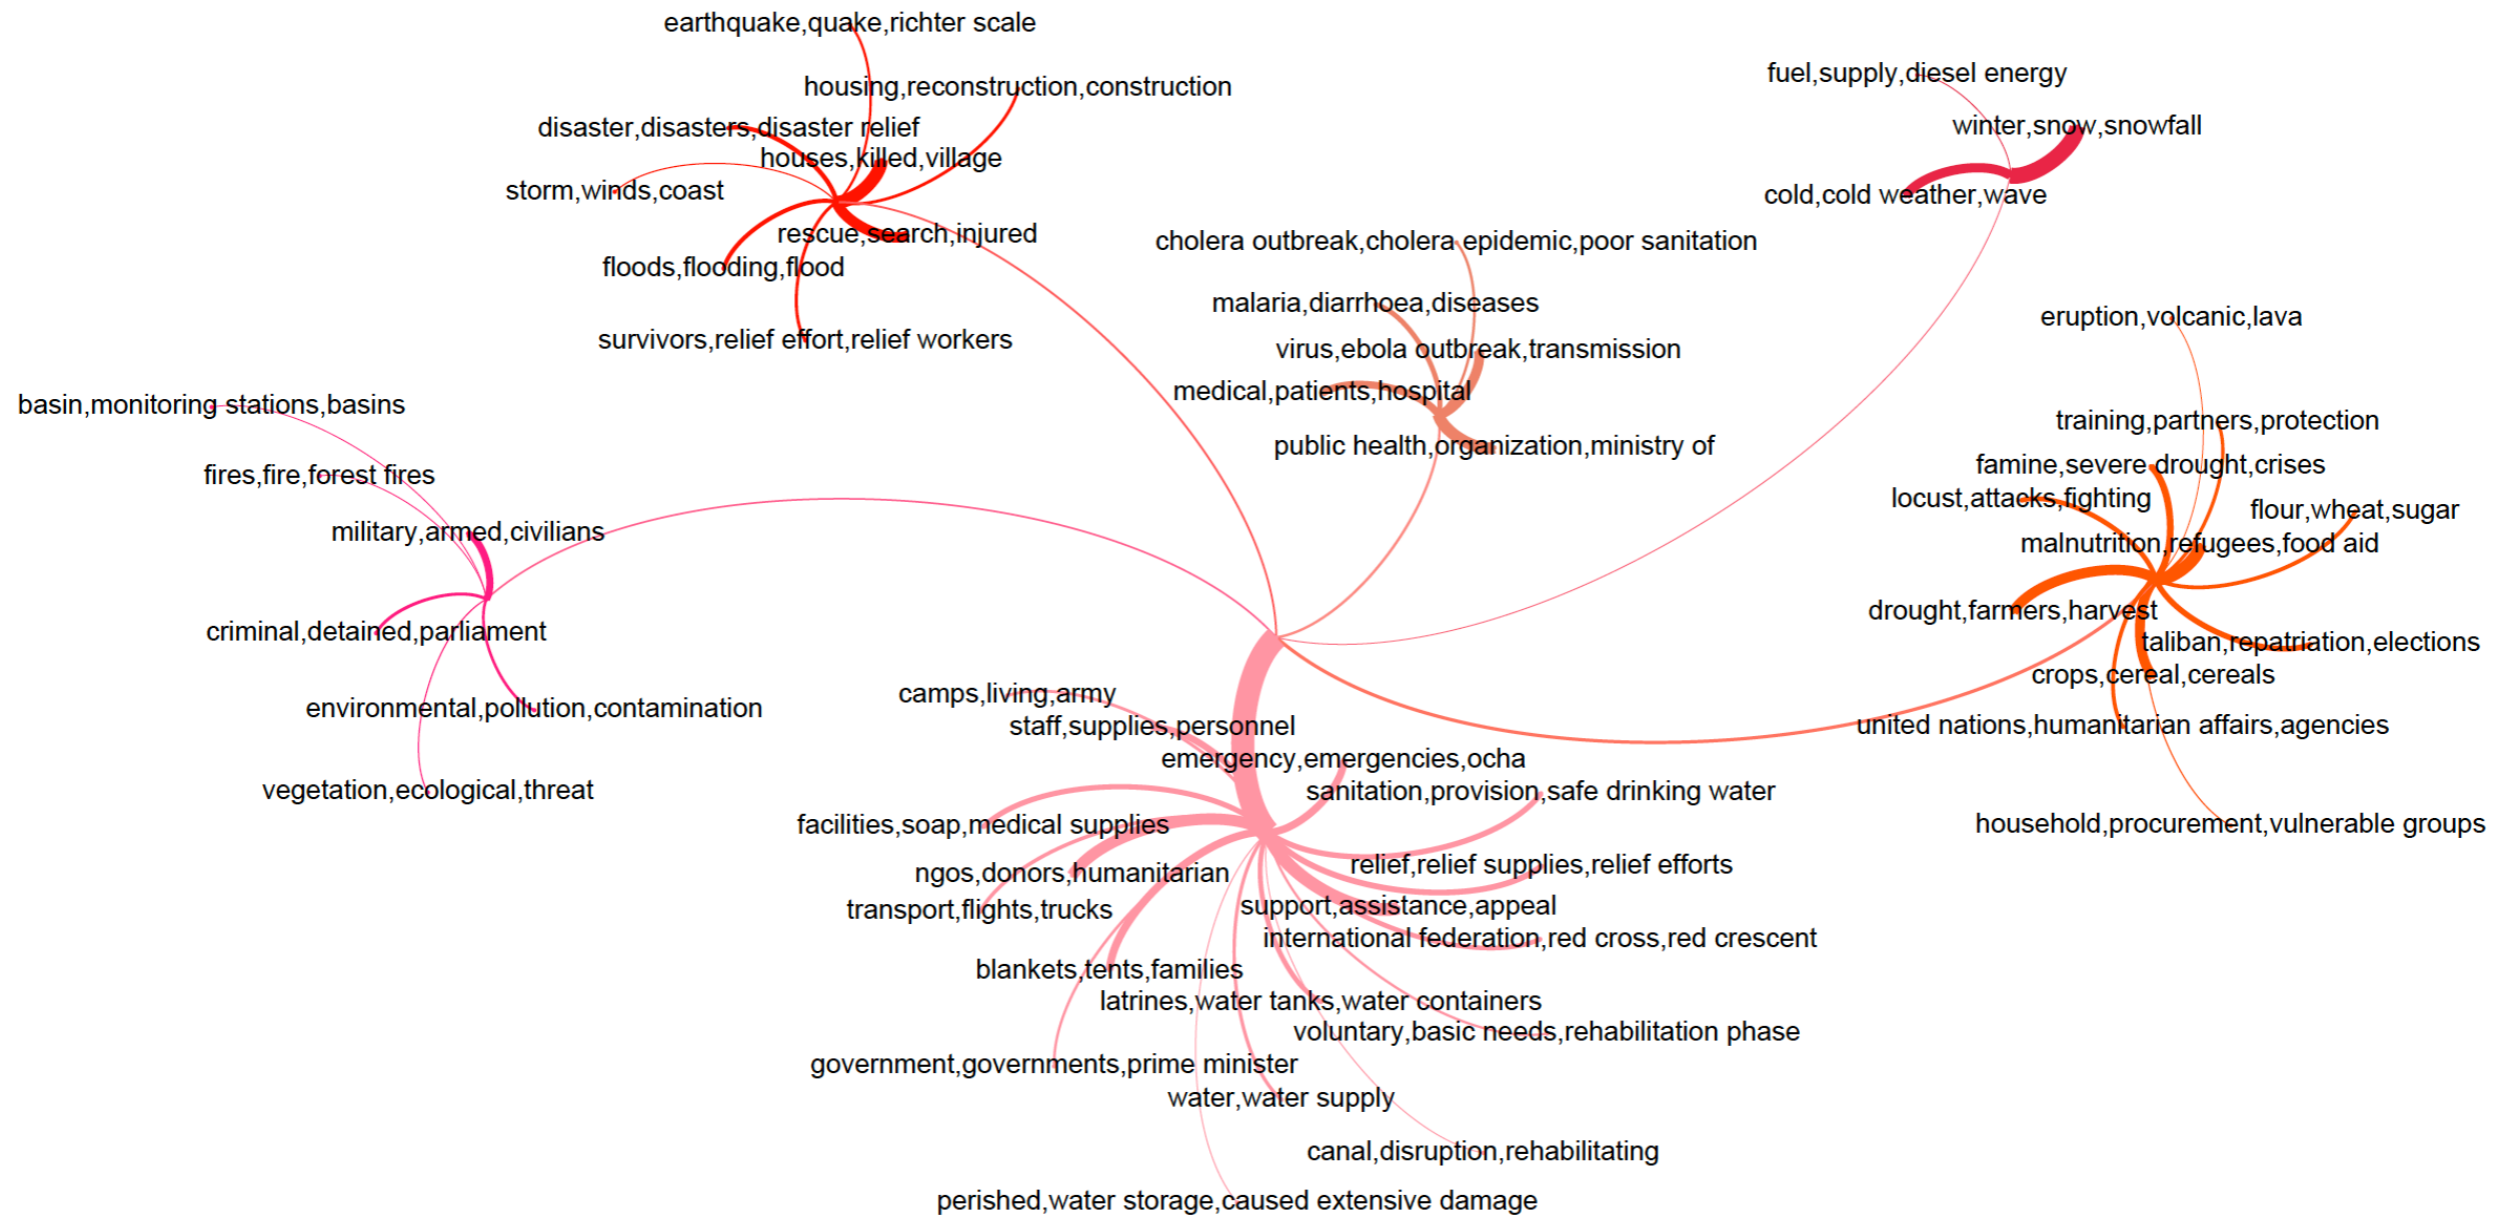 earthquake,quake,richter scale
housing,reconstruction,construction
disaster,disasters,disaster relief
houses,killed,village
storm,winds,coast
rescue,search,injured
floods,flooding,flood
survivors,relief effort,relief workers
fuel,supply,diesel energy
winter,snow,snowfall
cold,cold weather,wave
cholera outbreak,cholera epidemic,poor sanitation
malaria,diarrhoea,diseases
virus,ebola outbreak,transmission
medical,patients,hospital
public health,organization,ministry of
eruption,volcanic,lava
training,partners,protection
famine,severe drought,crises
locust,attacks,fighting
flour,wheat,sugar
malnutrition,refugees,food aid
drought,farmers,harvest
taliban,repatriation,elections
crops,cereal,cereals
united nations,humanitarian affairs,agencies
household,procurement,vulnerable groups
basin,monitoring stations,basins
fires,fire,forest fires
military,armed,civilians
criminal,detained,parliament
environmental,pollution,contamination
vegetation,ecological,threat
camps,living,army
staff,supplies,personnel
emergency,emergencies,ocha
sanitation,provision,safe drinking water
facilities,soap,medical supplies
relief,relief supplies,relief efforts
ngos,donors,humanitarian
support,assistance,appeal
transport,flights,trucks
international federation,red cross,red crescent
blankets,tents,families
latrines,water tanks,water containers
voluntary,basic needs,rehabilitation phase
government,governments,prime minister
water,water supply
canal,disruption,rehabilitating
perished,water storage,caused extensive damage